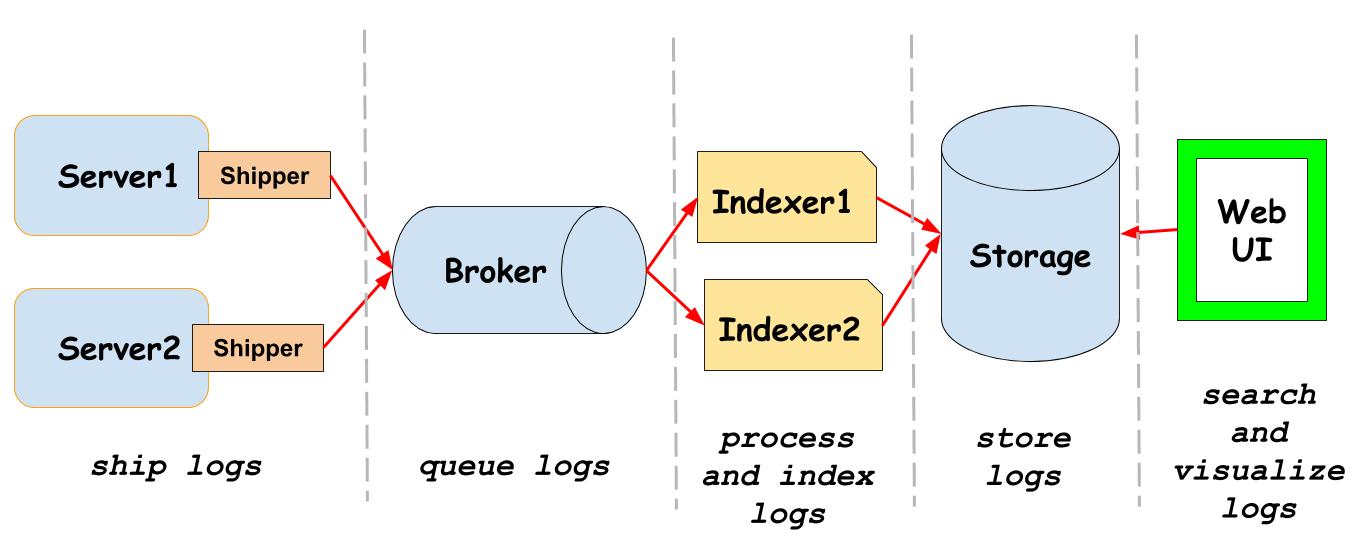 Server1
Shipper
Server2
Shipper
Broker
Indexer1
Indexer2
Storage
Web
UI
ship logs
queue logs
process
and index
logs
store
logs
search
and
visualize
logs